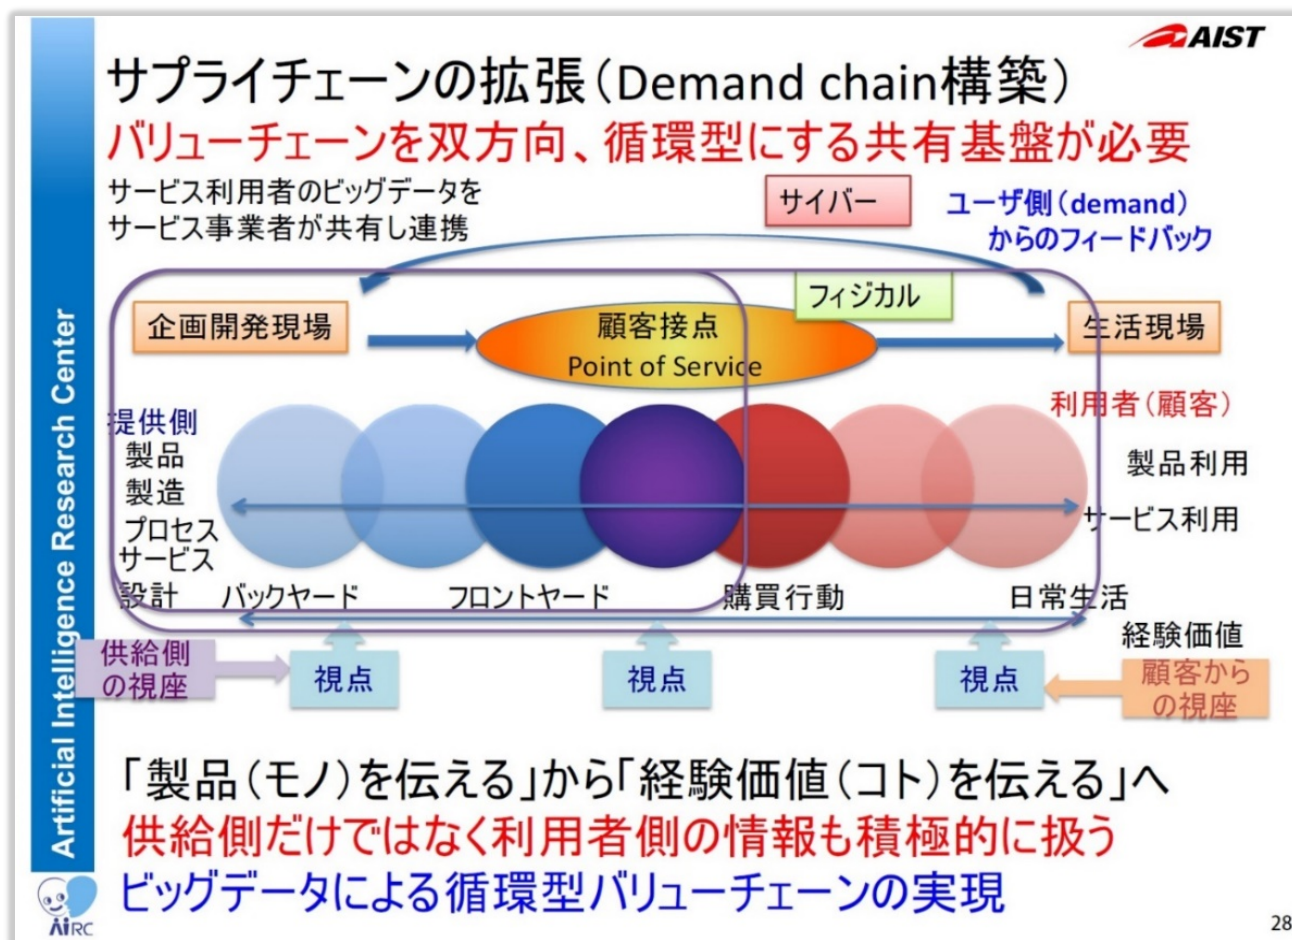 AIST
サプライチェーンの拡張(Demand chain構築)
バリューチェーンを双方向、循環型にする共有基盤が必要
サービス利用者のビッグデータを
サービス事業者が共有し連携
サイバー
ユーザ側(demand)
からのフィードバック
フィジカル
企画開発現場
顧客接点
Point of Service
生活現場
提供側
製品
製造
プロセス
サービス
設計
利用者(顧客)
製品利用
サービス利用
バックヤード
フロントヤード
購買行動
日常生活
経験価値
供給側
の視座
視点
視点
視点
顧客から
の視座
「製品(モノ)を伝える」から「経験価値(コト)を伝える」へ
供給側だけではなく利用者側の情報も積極的に扱う
ビッグデータによる循環型バリューチェーンの実現
Artificial Intelligence Research Center
AiRC
28